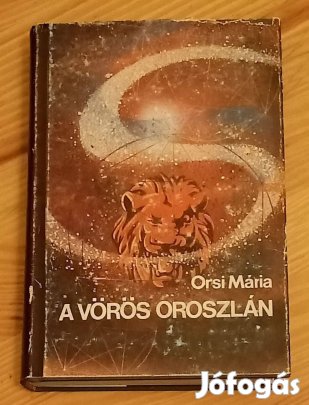 Orsi Mária
A VÖRÖS OROSZLÁN
Jófogás